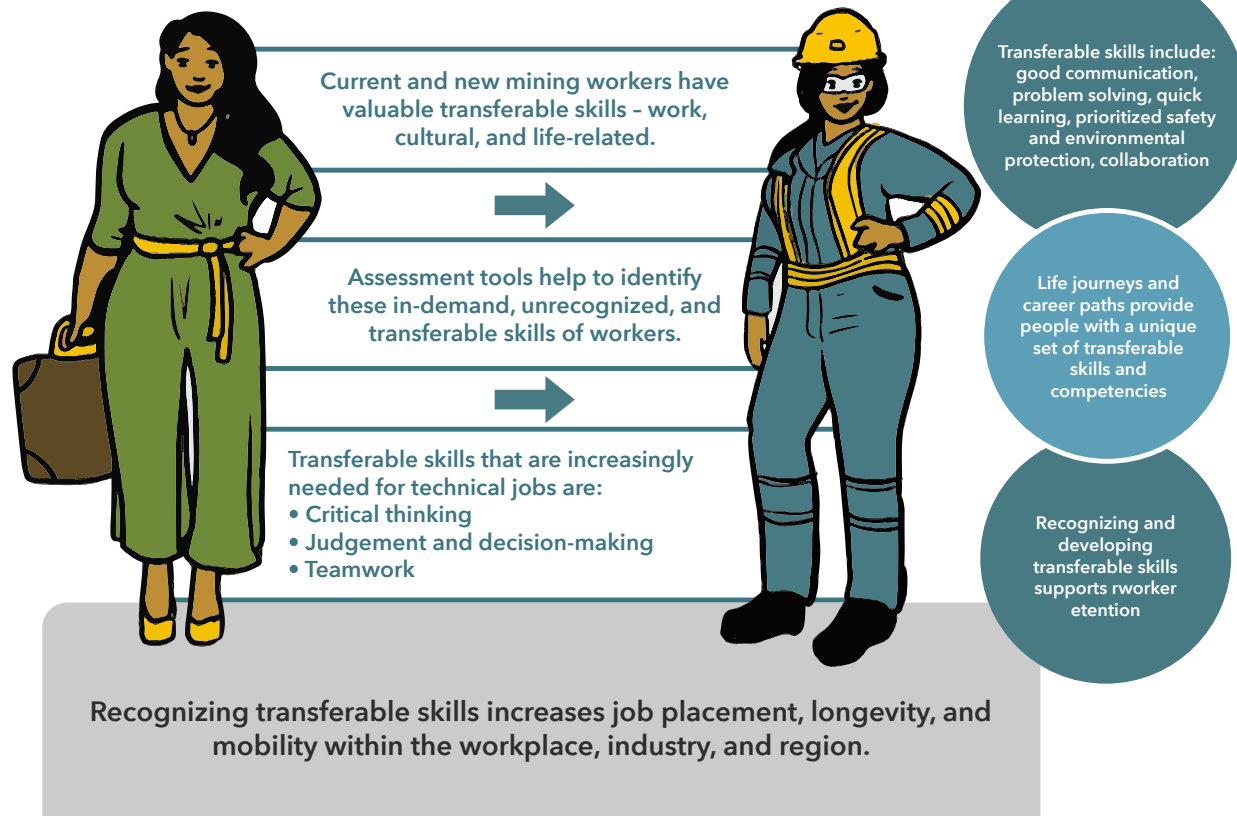 Current and new mining workers have
valuable transferable skills – work,
cultural, and life-related.
Assessment tools help to identify
these in-demand, unrecognized, and
transferable skills of workers.
Transferable skills that are increasingly
needed for technical jobs are:
• Critical thinking
• Judgement and decision-making
• Teamwork
Transferable skills include:
good communication,
problem solving, quick
learning, prioritized safety
and environmental
protection, collaboration
Life journeys and
career paths provide
people with a unique
set of transferable
skills and
competencies
Recognizing and
developing
transferable skills
supports rworker
etention
Recognizing transferable skills increases job placement, longevity, and
mobility within the workplace, industry, and region.